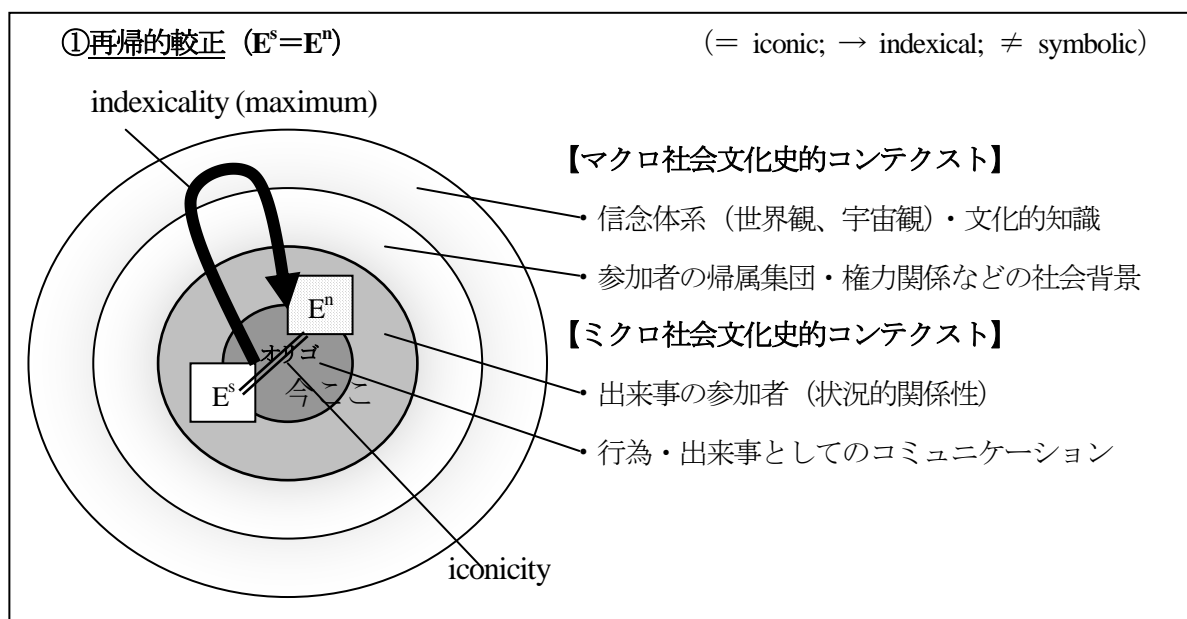 ①再帰的較正（Eˢ＝Eⁿ）
（＝ iconic; → indexical; ≠ symbolic）
indexicality (maximum)
【マクロ社会文化史的コンテクスト】
・信念体系（世界観、宇宙観）・文化的知識
・参加者の帰属集団・権力関係などの社会背景
Eⁿ
【ミクロ社会文化史的コンテクスト】
オリゴ
Eˢ
今ここ
・出来事の参加者（状況的関係性）
・行為・出来事としてのコミュニケーション
iconicity